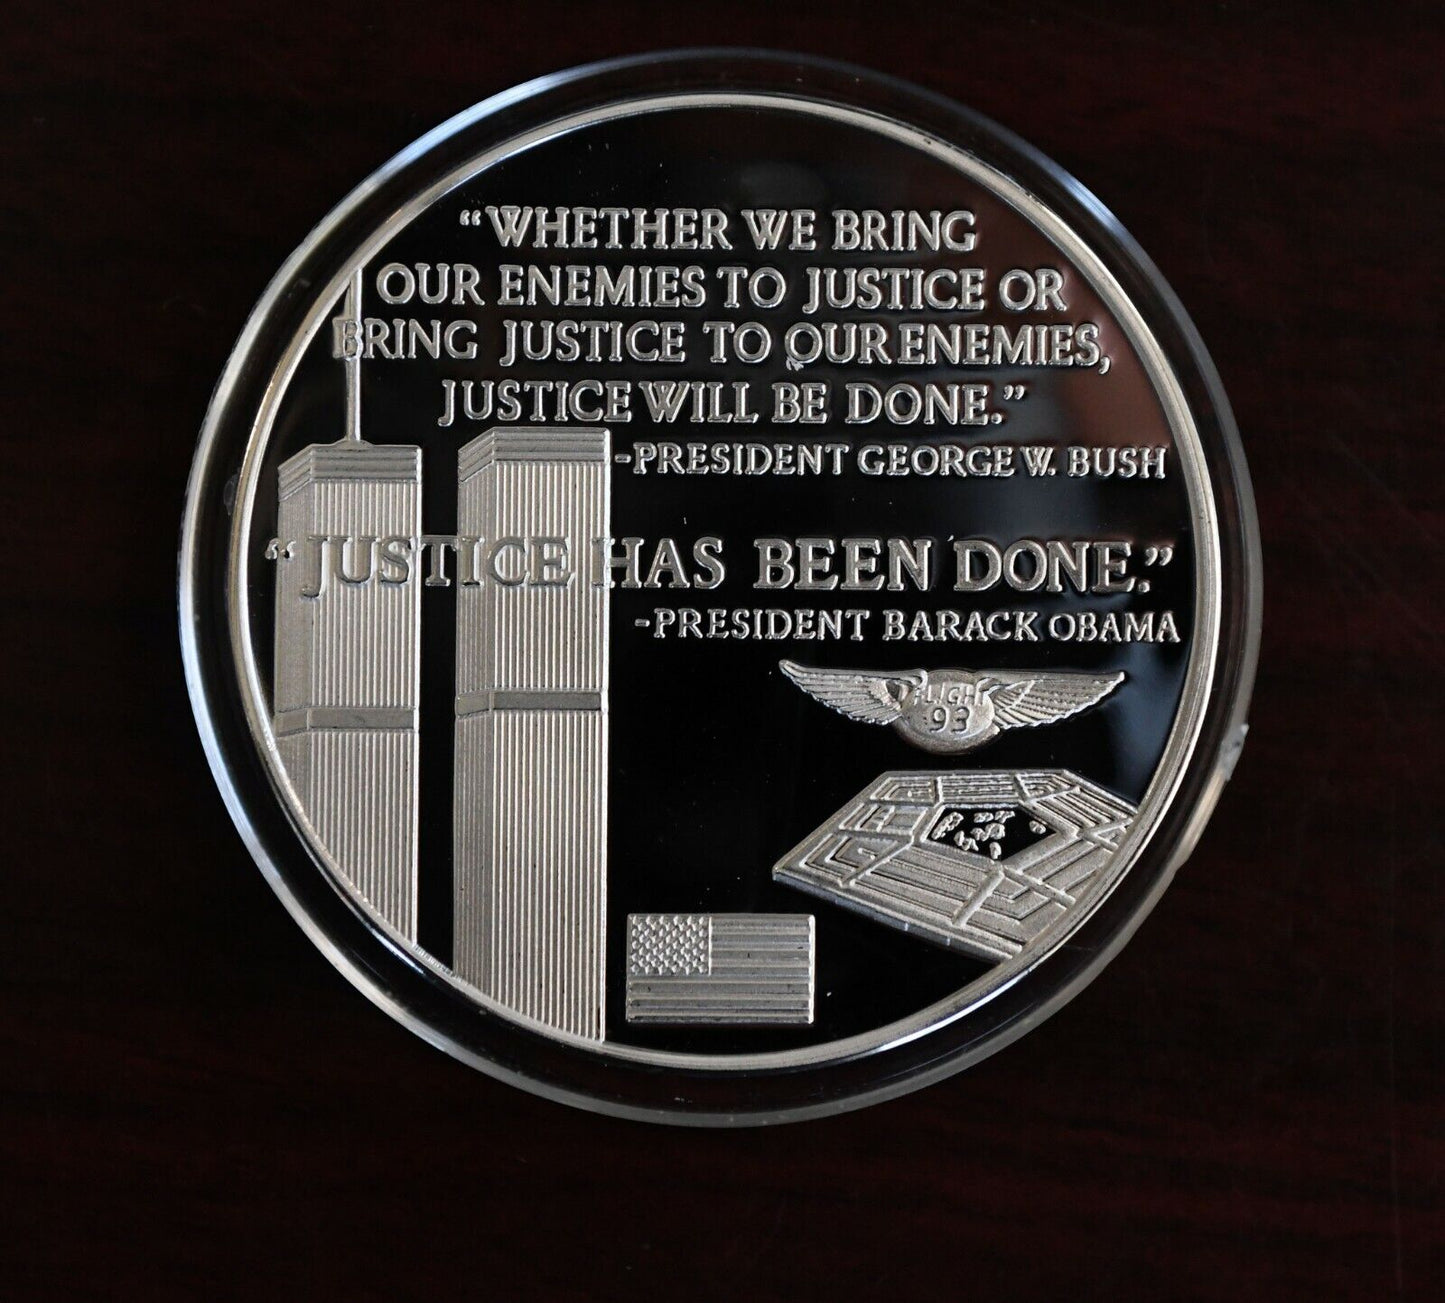 “WHETHER WE BRING
OUR ENEMIES TO JUSTICE OR
BRING JUSTICE TO OUR ENEMIES,
JUSTICE WILL BE DONE.”
-PRESIDENT GEORGE W. BUSH
“JUSTICE HAS BEEN DONE.”
-PRESIDENT BARACK OBAMA
FLIGHT
93